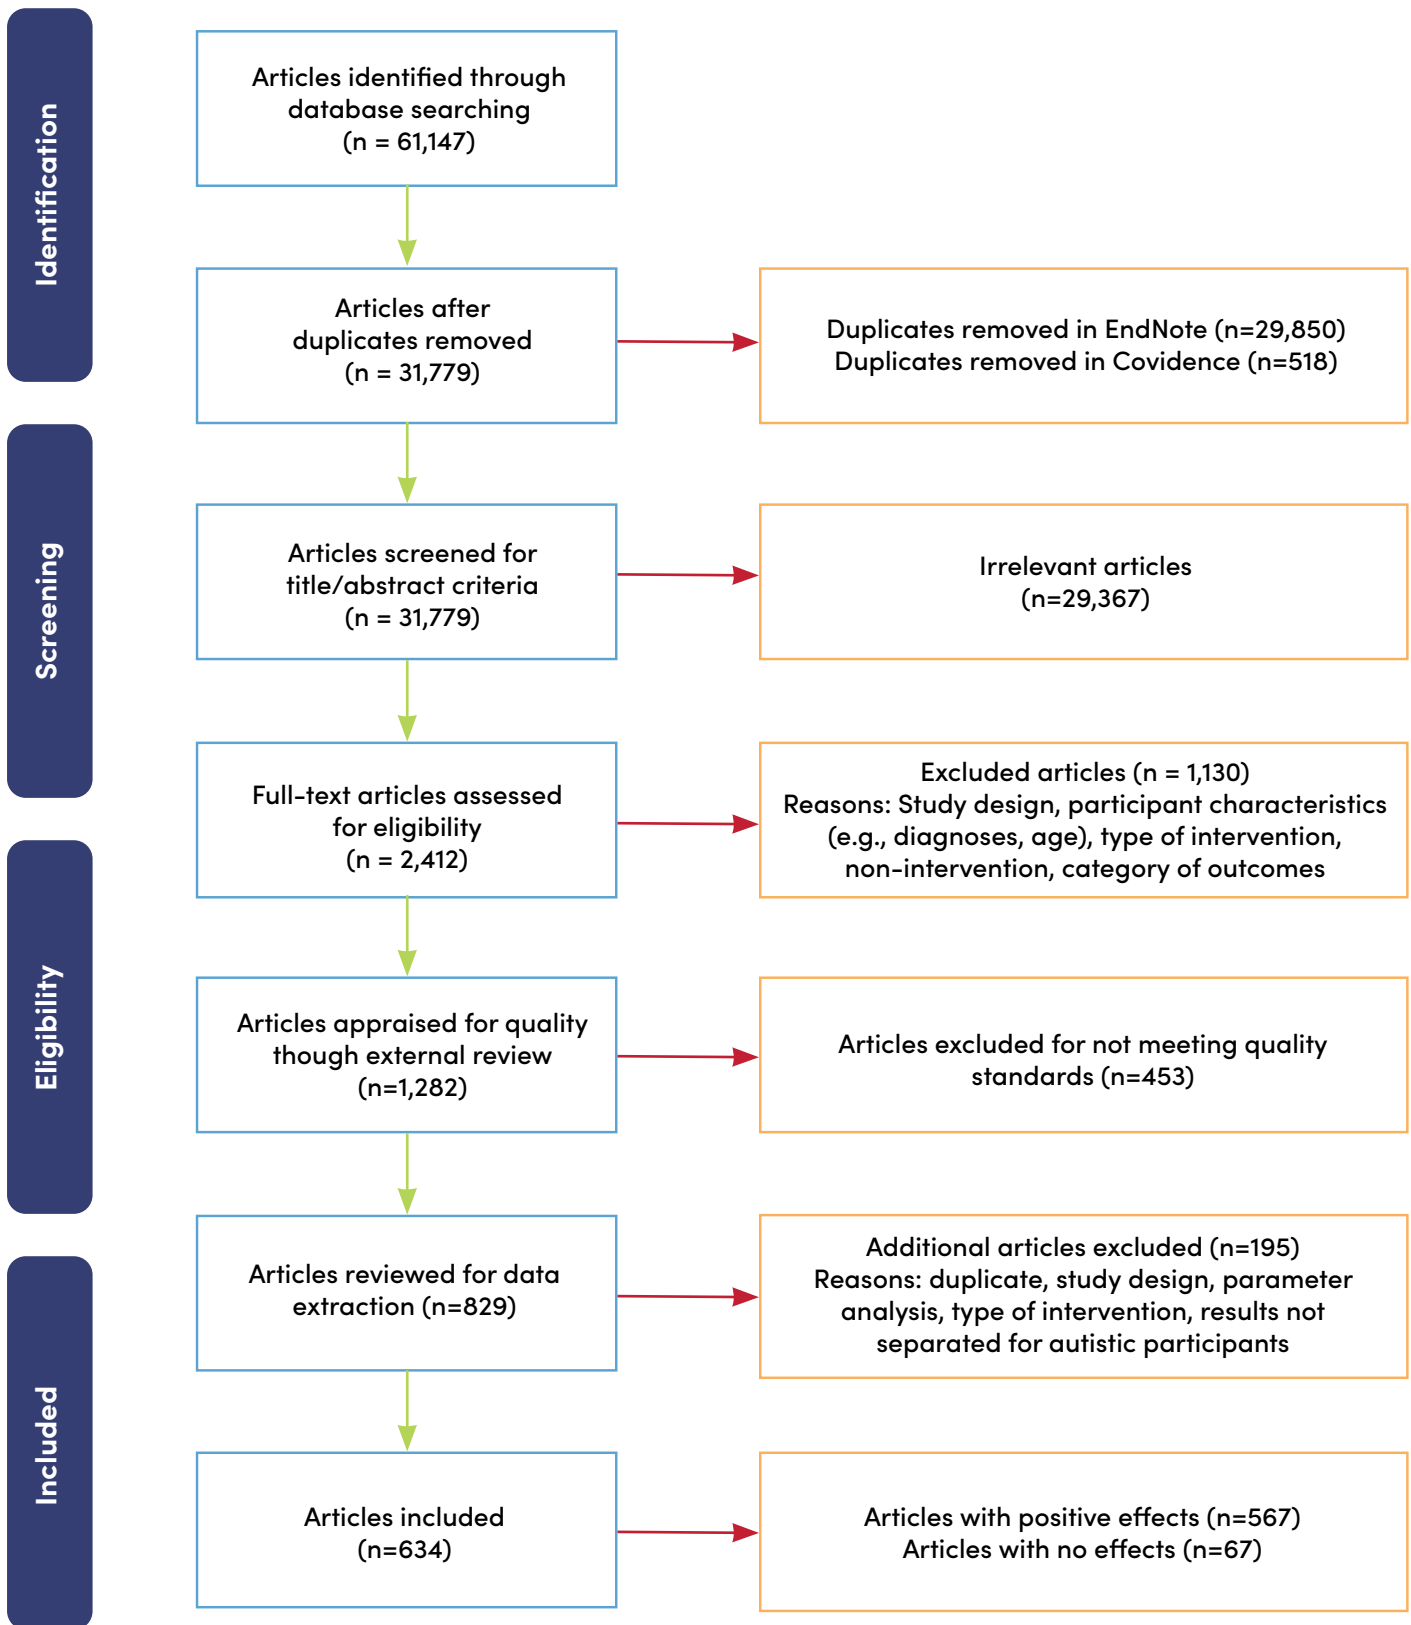 Identification
Articles identified through
database searching
(n = 61,147)
Articles after
duplicates removed
(n = 31,779)
Duplicates removed in EndNote (n=29,850)
Duplicates removed in Covidence (n=518)
Screening
Articles screened for
title/abstract criteria
(n = 31,779)
Irrelevant articles
(n=29,367)
Full-text articles assessed
for eligibility
(n = 2,412)
Excluded articles (n = 1,130)
Reasons: Study design, participant characteristics
(e.g., diagnoses, age), type of intervention,
non-intervention, category of outcomes
Eligibility
Articles appraised for quality
though external review
(n=1,282)
Articles excluded for not meeting quality
standards (n=453)
Articles reviewed for data
extraction (n=829)
Additional articles excluded (n=195)
Reasons: duplicate, study design, parameter
analysis, type of intervention, results not
separated for autistic participants
Included
Articles included
(n=634)
Articles with positive effects (n=567)
Articles with no effects (n=67)